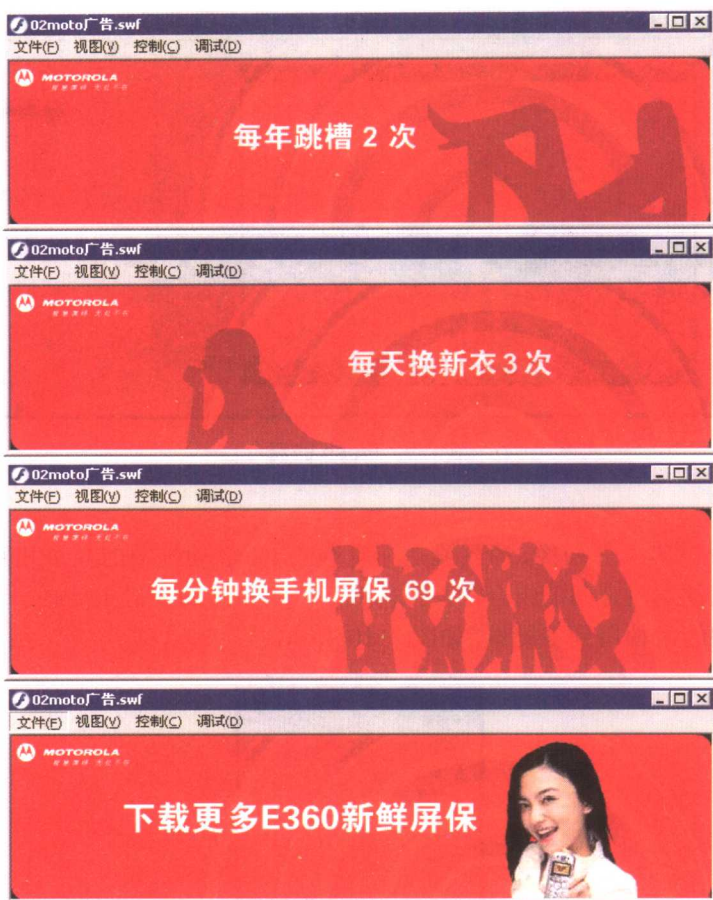 02moto广告.swf
文件(F) 视图(V) 控制(C) 调试(D)
MOTOROLA
每年跳槽 2 次
02moto广告.swf
文件(F) 视图(V) 控制(C) 调试(D)
MOTOROLA
每天换新衣 3 次
02moto广告.swf
文件(F) 视图(V) 控制(C) 调试(D)
MOTOROLA
每分钟换手机屏保 69 次
02moto广告.swf
文件(F) 视图(V) 控制(C) 调试(D)
MOTOROLA
下载更多E360新鲜屏保